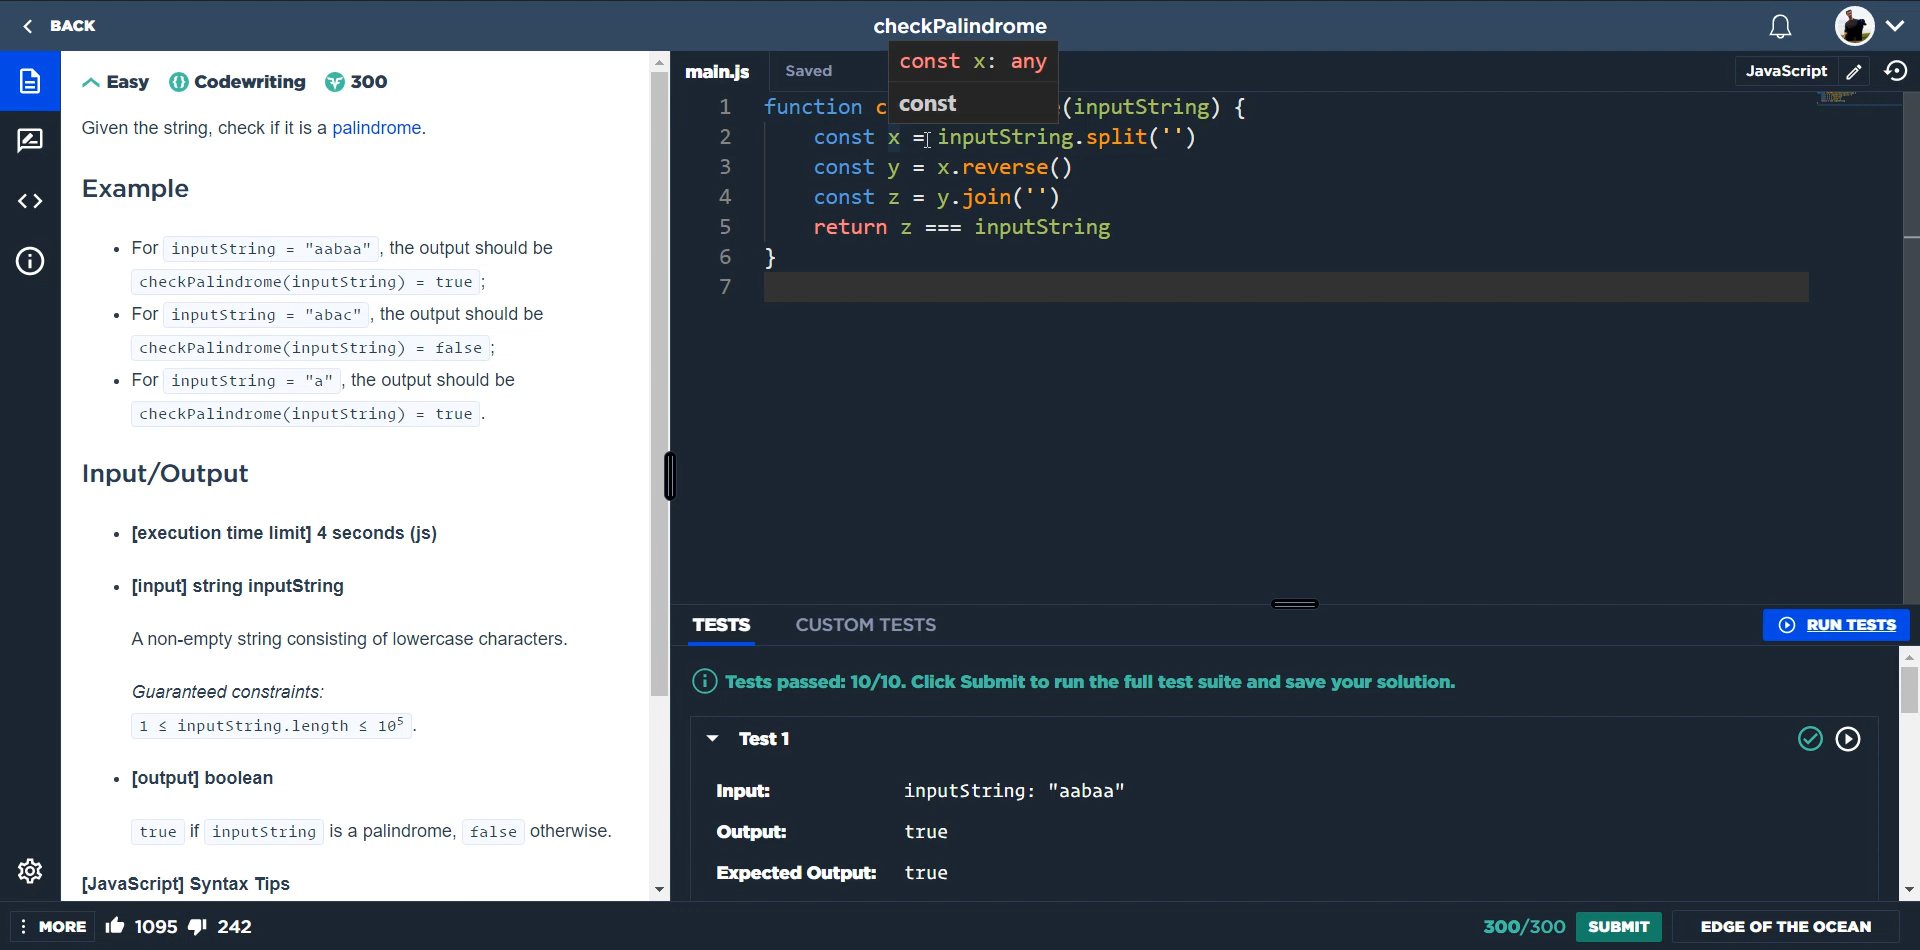 BACK
checkPalindrome
Easy Codewriting 300
Given the string, check if it is a palindrome.
Example
• For inputString = "aabaa", the output should be
checkPalindrome(inputString) = true;
• For inputString = "abac", the output should be
checkPalindrome(inputString) = false;
• For inputString = "a", the output should be
checkPalindrome(inputString) = true.
Input/Output
• [execution time limit] 4 seconds (js)
• [input] string inputString
A non-empty string consisting of lowercase characters.
Guaranteed constraints:
1 ≤ inputString.length ≤ 10⁵.
• [output] boolean
true if inputString is a palindrome, false otherwise.
[JavaScript] Syntax Tips
main.js Saved
JavaScript
const x: any
const
1 function c (inputString) {
2 const x = inputString.split('')
3 const y = x.reverse()
4 const z = y.join('')
5 return z === inputString
6 }
7
TESTS CUSTOM TESTS
RUN TESTS
Tests passed: 10/10. Click Submit to run the full test suite and save your solution.
Test 1
Input: inputString: "aabaa"
Output: true
Expected Output: true
MORE 1095 242
300/300 SUBMIT EDGE OF THE OCEAN